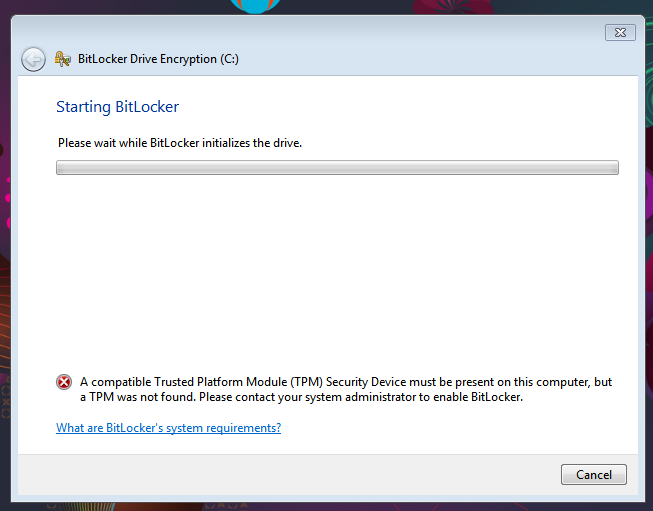 BitLocker Drive Encryption (C:)
Starting BitLocker
Please wait while BitLocker initializes the drive.
A compatible Trusted Platform Module (TPM) Security Device must be present on this computer, but
a TPM was not found. Please contact your system administrator to enable BitLocker.
What are BitLocker's system requirements?
Cancel